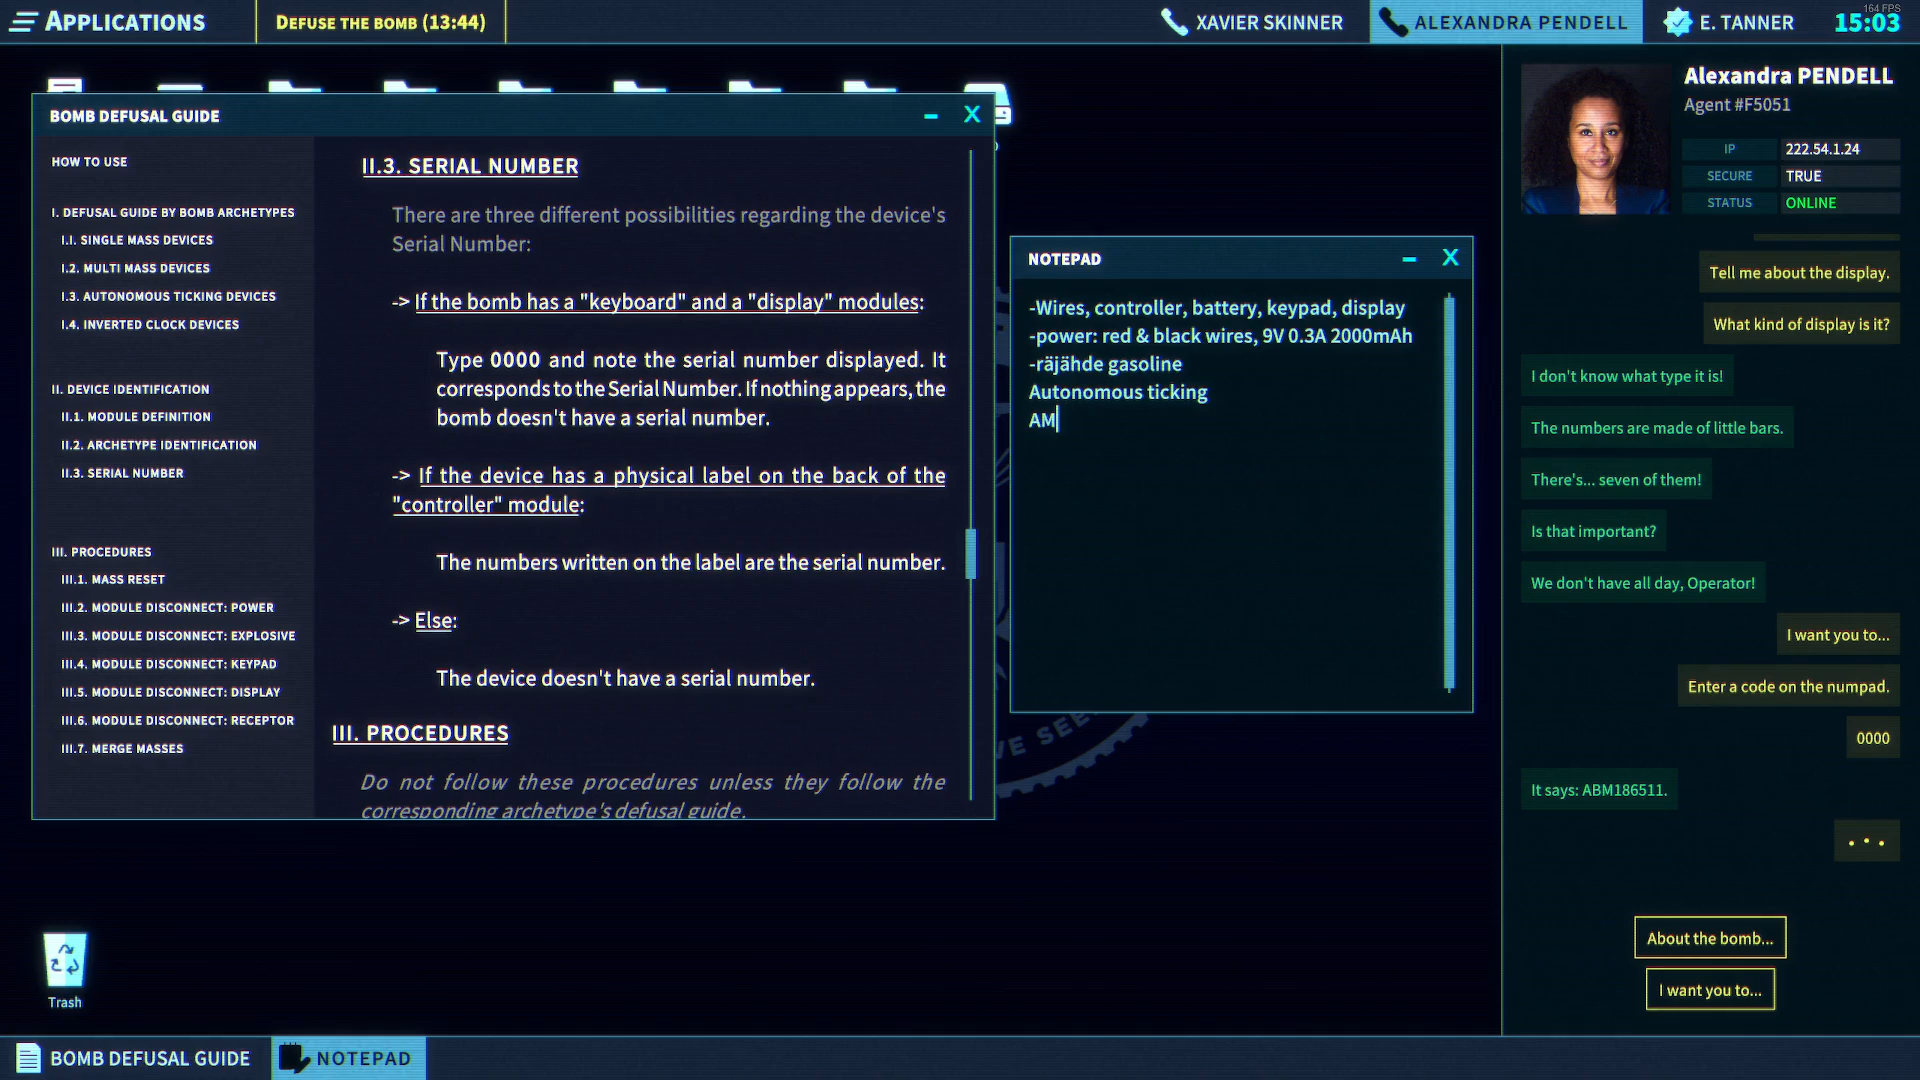 APPLICATIONS
DEFUSE THE BOMB (13:44)
XAVIER SKINNER
ALEXANDRA PENDELL
E. TANNER
164 FPS
15:03
BOMB DEFUSAL GUIDE
HOW TO USE
I. DEFUSAL GUIDE BY BOMB ARCHETYPES
I.I. SINGLE MASS DEVICES
I.2. MULTI MASS DEVICES
I.3. AUTONOMOUS TICKING DEVICES
I.4. INVERTED CLOCK DEVICES
II. DEVICE IDENTIFICATION
II.1. MODULE DEFINITION
II.2. ARCHETYPE IDENTIFICATION
II.3. SERIAL NUMBER
III. PROCEDURES
III.1. MASS RESET
III.2. MODULE DISCONNECT: POWER
III.3. MODULE DISCONNECT: EXPLOSIVE
III.4. MODULE DISCONNECT: KEYPAD
III.5. MODULE DISCONNECT: DISPLAY
III.6. MODULE DISCONNECT: RECEPTOR
III.7. MERGE MASSES
II.3. SERIAL NUMBER
There are three different possibilities regarding the device's
Serial Number:
-> If the bomb has a "keyboard" and a "display" modules:
Type 0000 and note the serial number displayed. It
corresponds to the Serial Number. If nothing appears, the
bomb doesn't have a serial number.
-> If the device has a physical label on the back of the
"controller" module:
The numbers written on the label are the serial number.
-> Else:
The device doesn't have a serial number.
III. PROCEDURES
Do not follow these procedures unless they follow the
corresponding archetype's defusal guide.
NOTEPAD
-Wires, controller, battery, keypad, display
-power: red & black wires, 9V 0.3A 2000mAh
-räjähde gasoline
Autonomous ticking
AM
VE SEE
Alexandra PENDELL
Agent #F5051
IP 222.54.1.24
SECURE TRUE
STATUS ONLINE
Tell me about the display.
What kind of display is it?
I don't know what type it is!
The numbers are made of little bars.
There's... seven of them!
Is that important?
We don't have all day, Operator!
I want you to...
Enter a code on the numpad.
0000
It says: ABM186511.
...
About the bomb...
I want you to...
Trash
BOMB DEFUSAL GUIDE
NOTEPAD